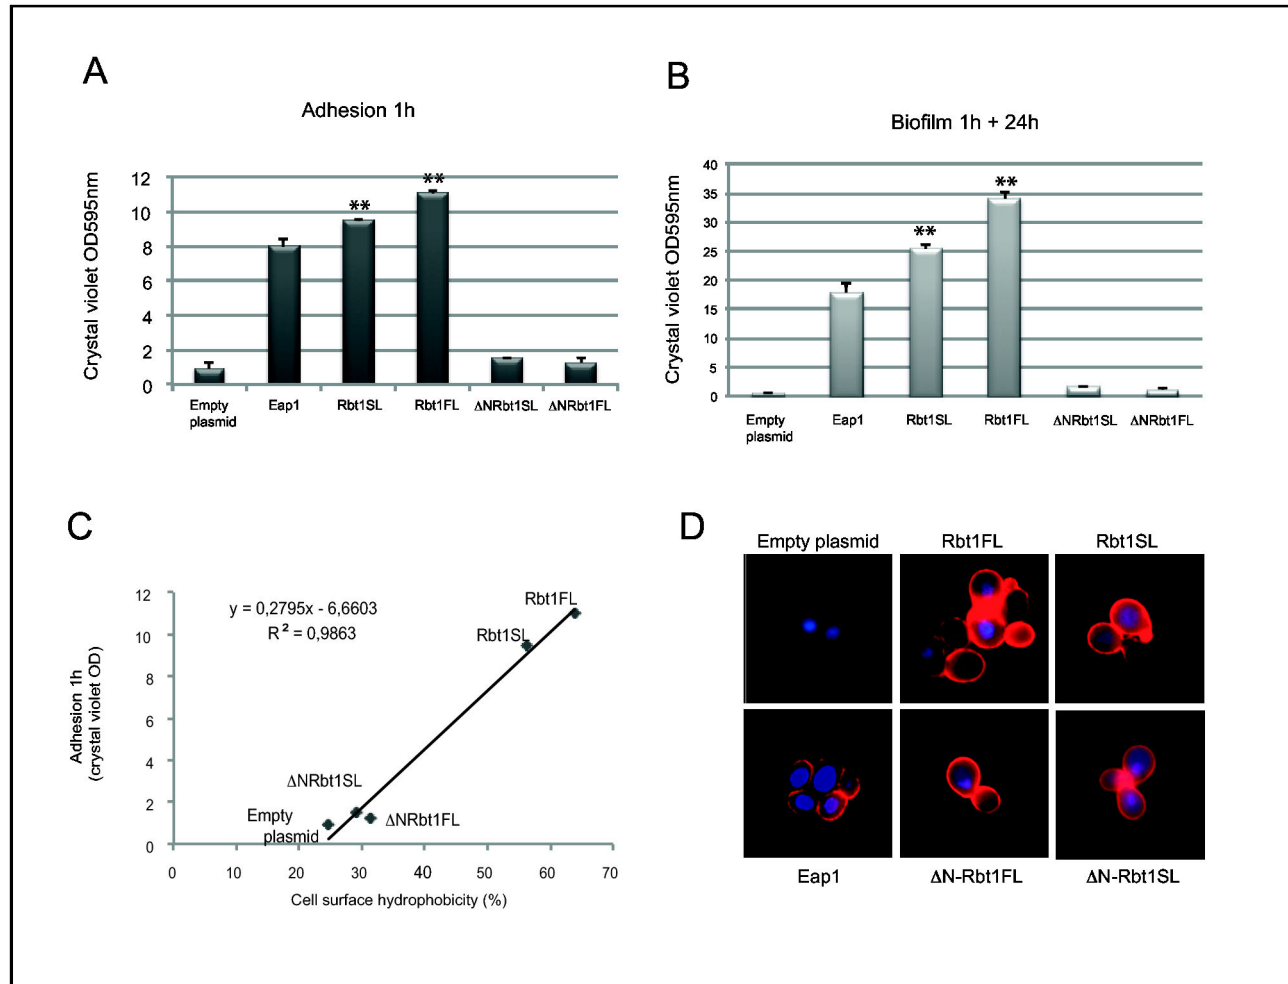 A
Adhesion 1h
Crystal violet OD595nm
12
10
8
6
4
2
0
**
**
Empty
plasmid
Eap1
Rbt1SL
Rbt1FL
ΔNRbt1SL
ΔNRbt1FL
B
Biofilm 1h + 24h
Crystal violet OD595nm
40
35
30
25
20
15
10
5
0
**
**
Empty
plasmid
Eap1
Rbt1SL
Rbt1FL
ΔNRbt1SL
ΔNRbt1FL
C
Adhesion 1h
(crystal violet OD)
12
10
8
6
4
2
0
y = 0,2795x - 6,6603
R² = 0,9863
Rbt1FL
Rbt1SL
ΔNRbt1SL
Empty
plasmid
ΔNRbt1FL
0 10 20 30 40 50 60 70
Cell surface hydrophobicity (%)
D
Empty plasmid
Rbt1FL
Rbt1SL
Eap1
ΔN-Rbt1FL
ΔN-Rbt1SL